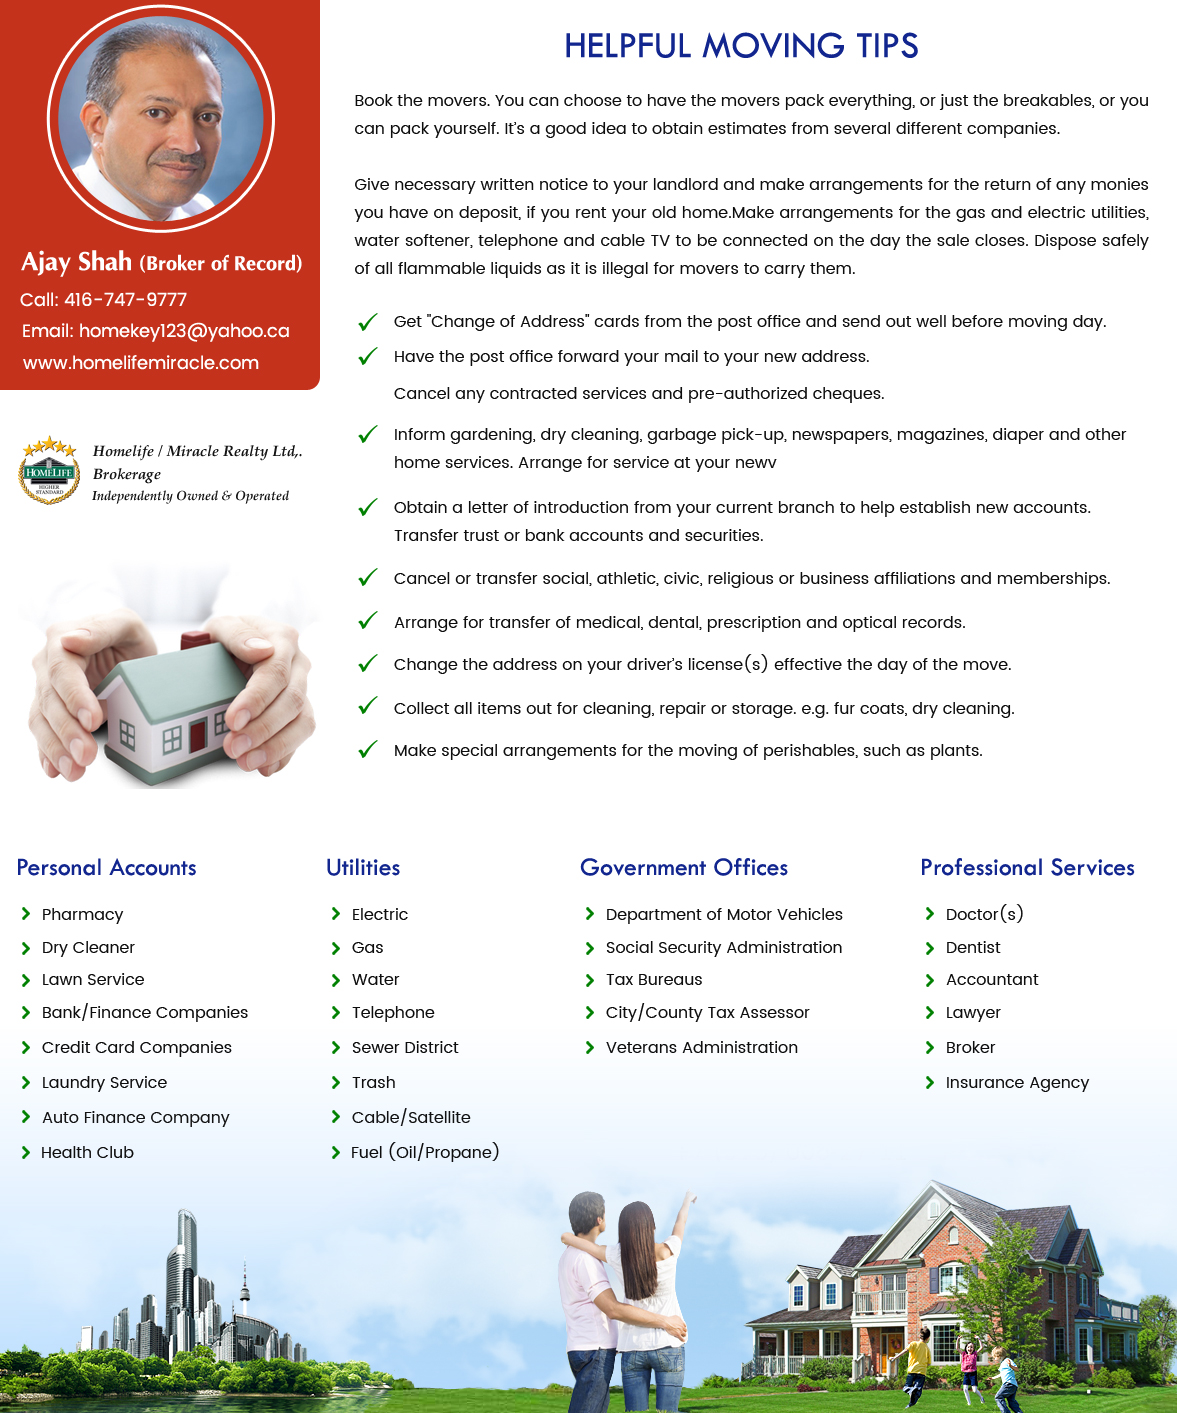 Ajay Shah (Broker of Record)
Call: 416-747-9777
Email: homekey123@yahoo.ca
www.homelifemiracle.com
HOMELIFE
HIGHER
STANDARD
Homelife / Miracle Realty Ltd,.
Brokerage
Independently Owned & Operated
HELPFUL MOVING TIPS
Book the movers. You can choose to have the movers pack everything, or just the breakables, or you
can pack yourself. It's a good idea to obtain estimates from several different companies.
Give necessary written notice to your landlord and make arrangements for the return of any monies
you have on deposit, if you rent your old home.Make arrangements for the gas and electric utilities,
water softener, telephone and cable TV to be connected on the day the sale closes. Dispose safely
of all flammable liquids as it is illegal for movers to carry them.
Get "Change of Address" cards from the post office and send out well before moving day.
Have the post office forward your mail to your new address.
Cancel any contracted services and pre-authorized cheques.
Inform gardening, dry cleaning, garbage pick-up, newspapers, magazines, diaper and other
home services. Arrange for service at your newv
Obtain a letter of introduction from your current branch to help establish new accounts.
Transfer trust or bank accounts and securities.
Cancel or transfer social, athletic, civic, religious or business affiliations and memberships.
Arrange for transfer of medical, dental, prescription and optical records.
Change the address on your driver's license(s) effective the day of the move.
Collect all items out for cleaning, repair or storage. e.g. fur coats, dry cleaning.
Make special arrangements for the moving of perishables, such as plants.
Personal Accounts
Pharmacy
Dry Cleaner
Lawn Service
Bank/Finance Companies
Credit Card Companies
Laundry Service
Auto Finance Company
Health Club
Utilities
Electric
Gas
Water
Telephone
Sewer District
Trash
Cable/Satellite
Fuel (Oil/Propane)
Government Offices
Department of Motor Vehicles
Social Security Administration
Tax Bureaus
City/County Tax Assessor
Veterans Administration
Professional Services
Doctor(s)
Dentist
Accountant
Lawyer
Broker
Insurance Agency